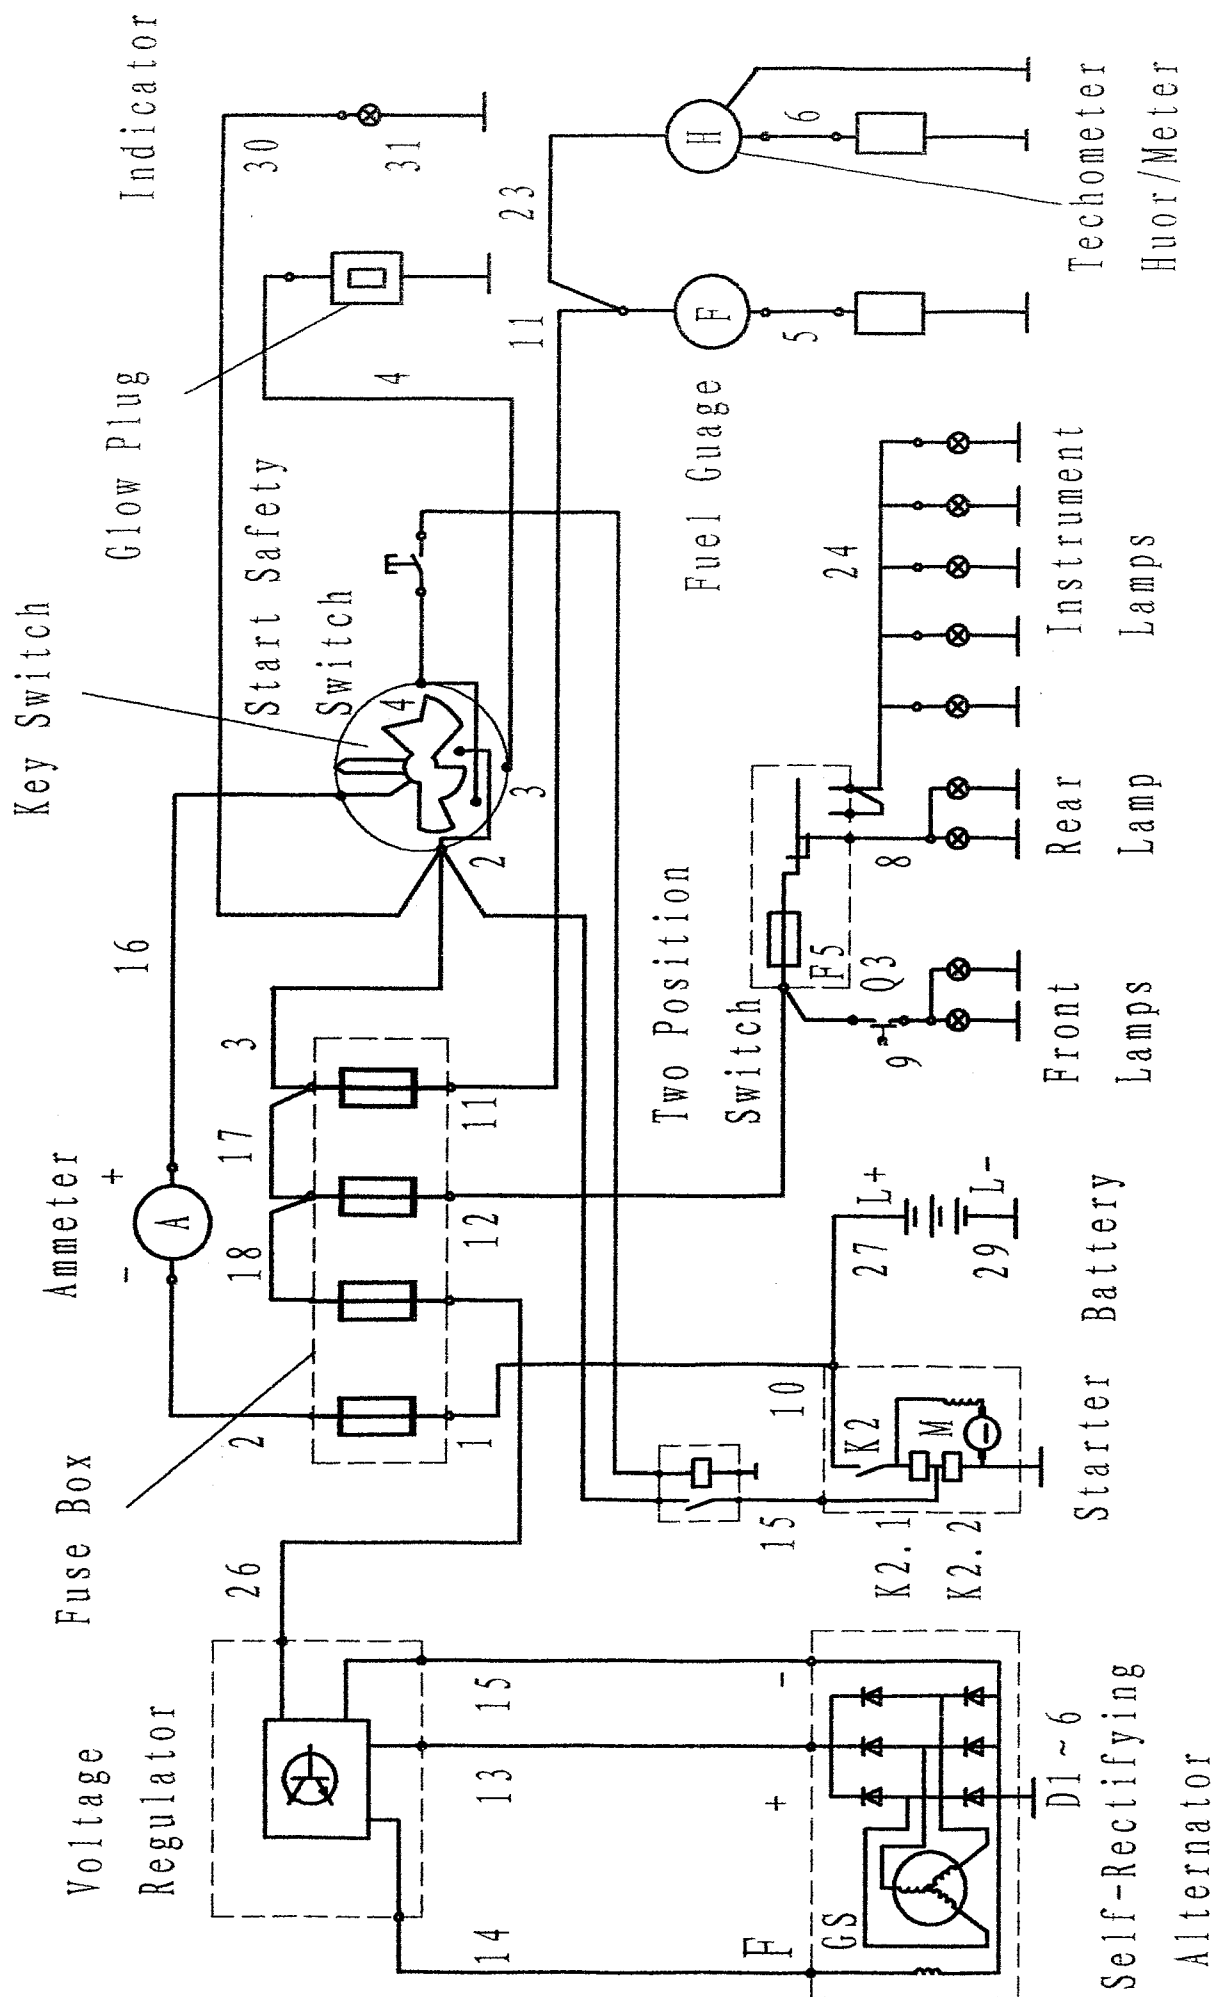 Voltage
Regulator
26
15
13
14
F
+
-
GS
D1~6
Self-Rectifying
Alternator
Fuse Box
Ammeter
-
+
A
16
2
18
17
3
1
12
11
Key Switch
Start Safety
Switch
4
2
3
Glow Plug
4
Indicator
30
31
15
10
K2
M
K2.1
K2.2
Starter
27
L+
29
L-
Battery
Two Position
Switch
F5
Q3
9
8
24
Front
Lamps
Rear
Lamp
Instrument
Lamps
11
23
Fuel Guage
F
5
H
6
Techometer
Huor/Meter